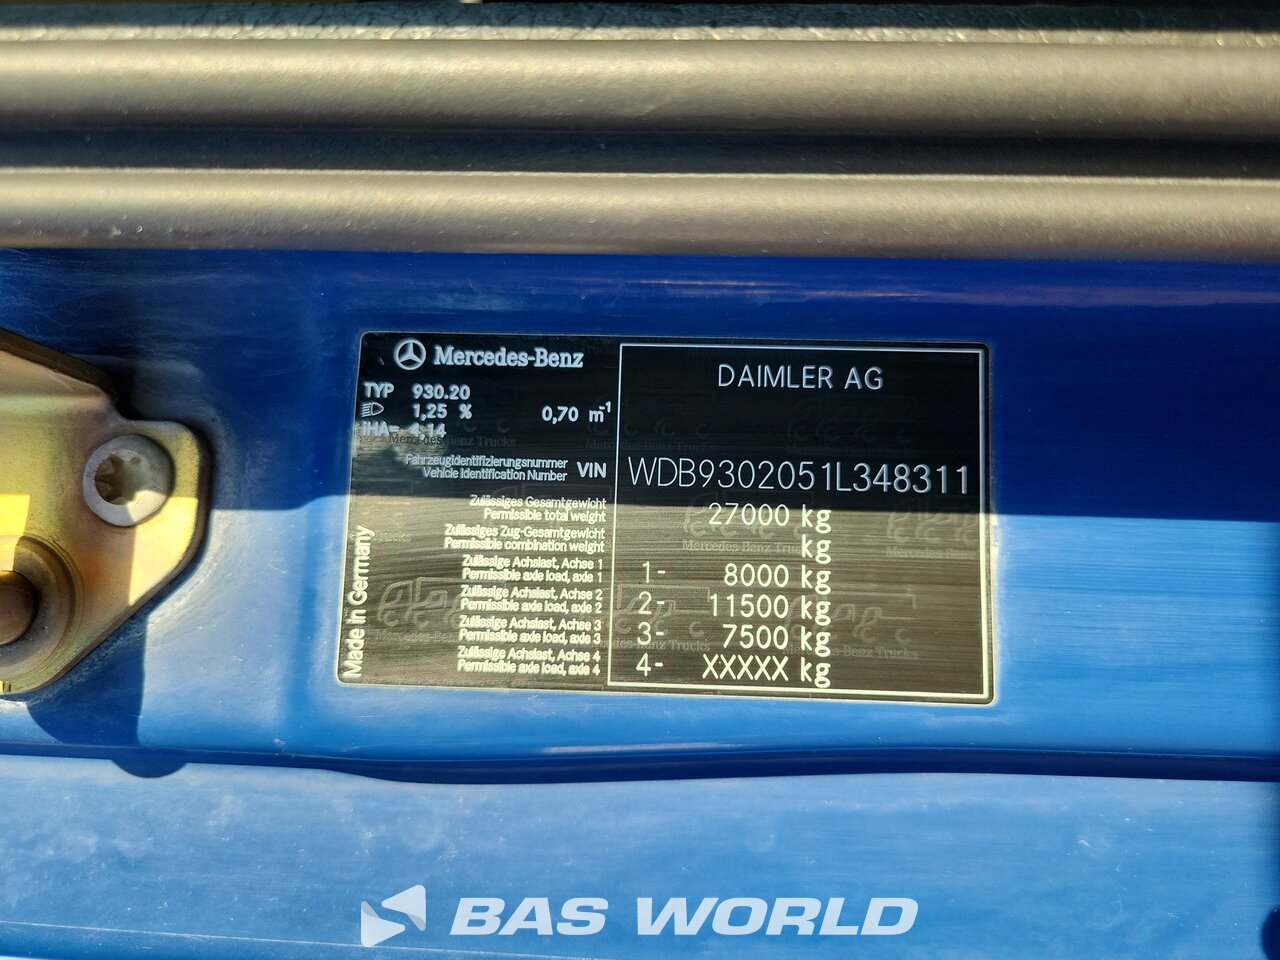 Mercedes-Benz
DAIMLER AG
TYP 930.20
1,25 % 0,70 m⁻¹
IHA= 4.14
Fahrzeugidentifizierungsnummer
Vehicle Identification Number VIN WDB9302051L348311
Zulässiges Gesamtgewicht
Permissible total weight 27000 kg
Zulässiges Zug-Gesamtgewicht
Permissible combination weight kg
Zulässige Achslast, Achse 1
Permissible axle load, axle 1 1- 8000 kg
Zulässige Achslast, Achse 2
Permissible axle load, axle 2 2- 11500 kg
Zulässige Achslast, Achse 3
Permissible axle load, axle 3 3- 7500 kg
Zulässige Achslast, Achse 4
Permissible axle load, axle 4 4- XXXXX kg
Made in Germany
BAS WORLD